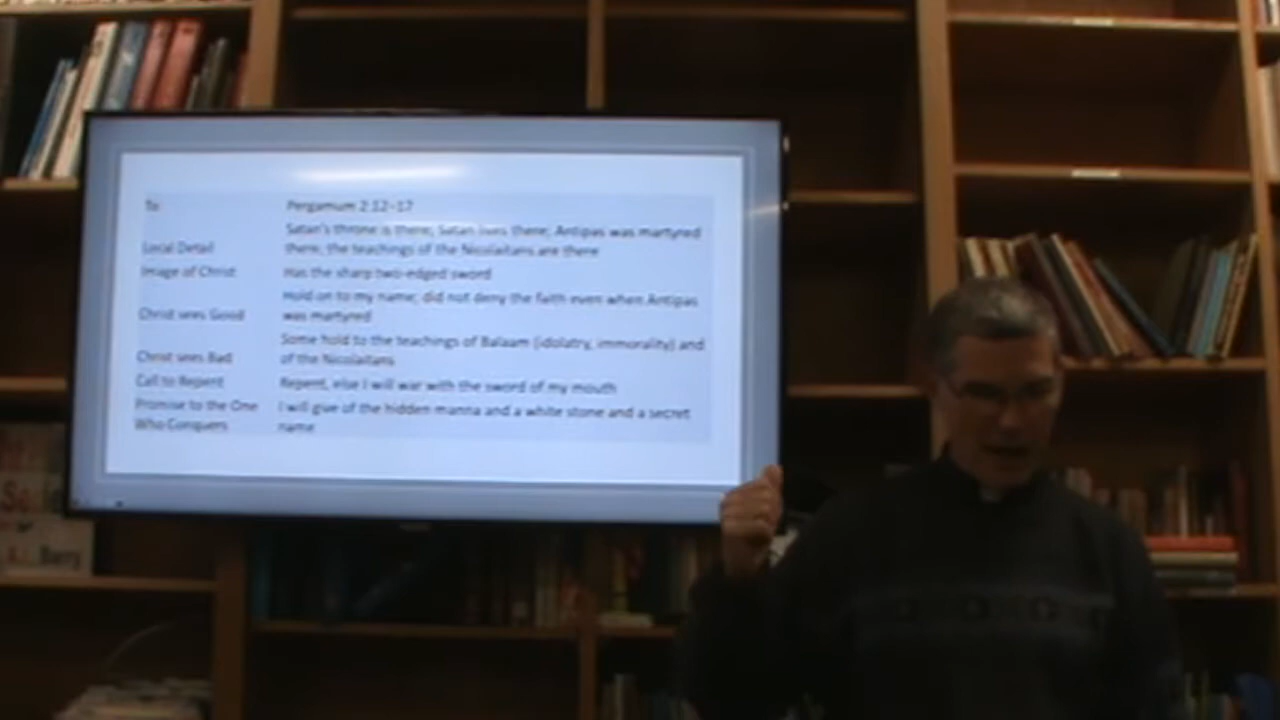 To: Pergamum 2:12-17
Satan's throne is there; Satan lives there; Antipas was martyred
Local Detail there; the teachings of the Nicolaitans are there
Image of Christ Has the sharp two-edged sword
Hold on to my name; did not deny the faith even when Antipas
Christ sees Good was martyred
Some hold to the teachings of Balaam (idolatry, immorality) and
Christ sees Bad of the Nicolaitans
Call to Repent Repent, else I will war with the sword of my mouth
Promise to the One I will give of the hidden manna and a white stone and a secret
Who Conquers name